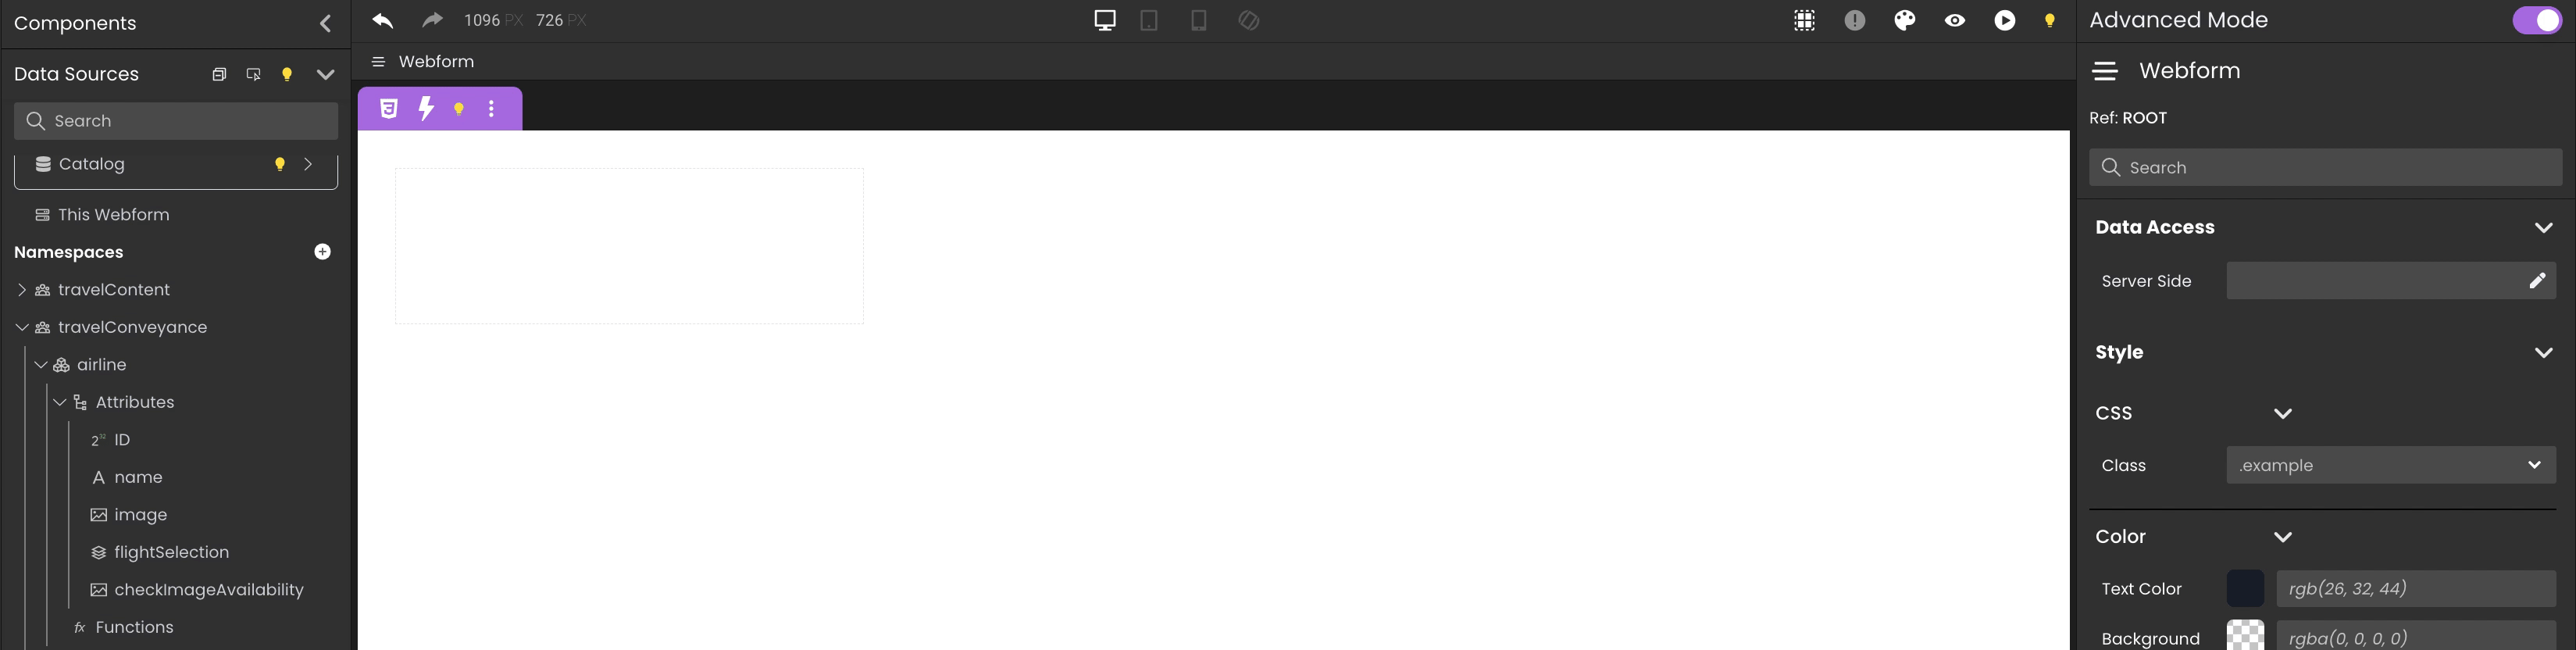 Components
Data Sources
Search
Catalog
This Webform
Namespaces
travelContent
travelConveyance
airline
Attributes
2³² ID
A name
image
flightSelection
checkImageAvailability
fx Functions
1096 PX 726 PX
Webform
Advanced Mode
Webform
Ref: ROOT
Search
Data Access
Server Side
Style
CSS
Class .example
Color
Text Color rgb(26, 32, 44)
Background rgba(0, 0, 0, 0)